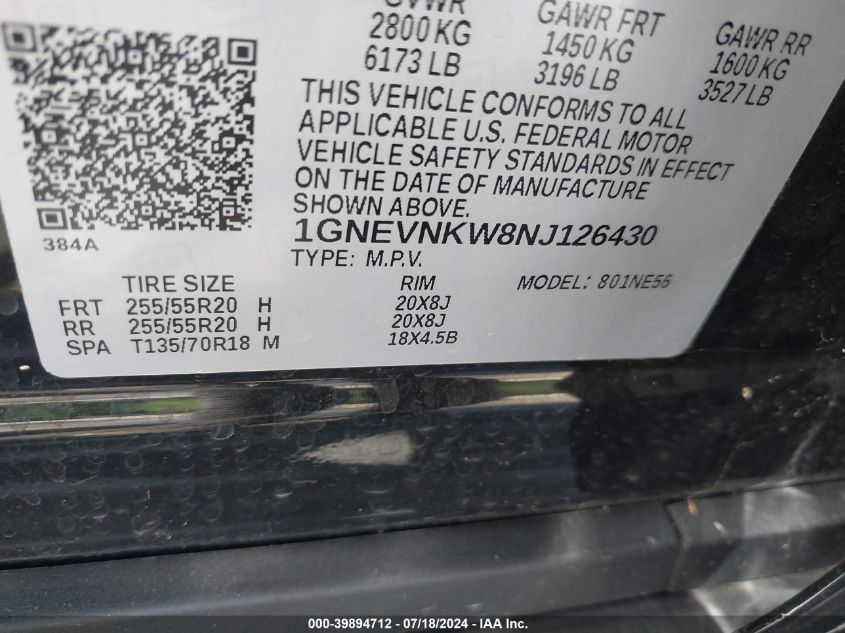 GVWR GAWR FRT GAWR RR
2800 KG 1450 KG 1600 KG
6173 LB 3196 LB 3527 LB
THIS VEHICLE CONFORMS TO ALL
APPLICABLE U.S. FEDERAL MOTOR
VEHICLE SAFETY STANDARDS IN EFFECT
ON THE DATE OF MANUFACTURE
SHOWN ABOVE.
384A
1GNEVNKW8NJ126430
TYPE: M.P.V.
TIRE SIZE RIM MODEL: 801NE56
FRT 255/55R20 H 20X8J
RR 255/55R20 H 20X8J
SPA T135/70R18 M 18X4.5B
000-39894712 / 07/18/2024 - IAA Inc.